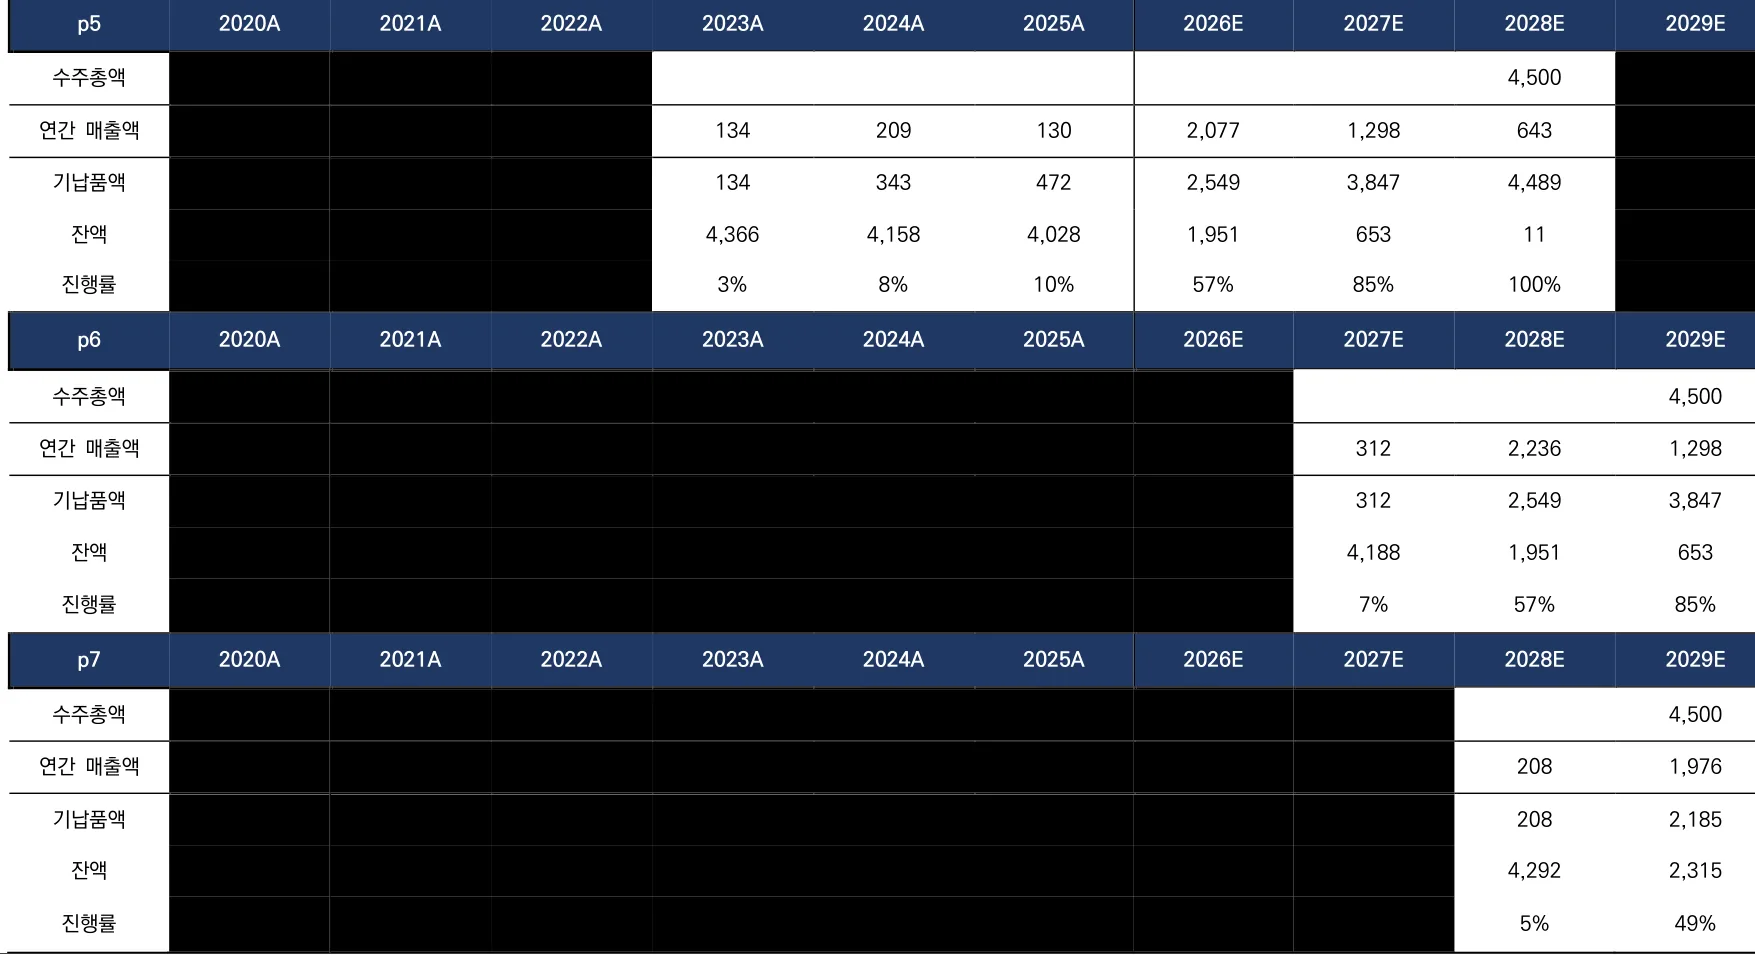 p5 2020A 2021A 2022A 2023A 2024A 2025A 2026E 2027E 2028E 2029E
수주총액 4,500
연간 매출액 134 209 130 2,077 1,298 643
기납품액 134 343 472 2,549 3,847 4,489
잔액 4,366 4,158 4,028 1,951 653 11
진행률 3% 8% 10% 57% 85% 100%
p6 2020A 2021A 2022A 2023A 2024A 2025A 2026E 2027E 2028E 2029E
수주총액 4,500
연간 매출액 312 2,236 1,298
기납품액 312 2,549 3,847
잔액 4,188 1,951 653
진행률 7% 57% 85%
p7 2020A 2021A 2022A 2023A 2024A 2025A 2026E 2027E 2028E 2029E
수주총액 4,500
연간 매출액 208 1,976
기납품액 208 2,185
잔액 4,292 2,315
진행률 5% 49%